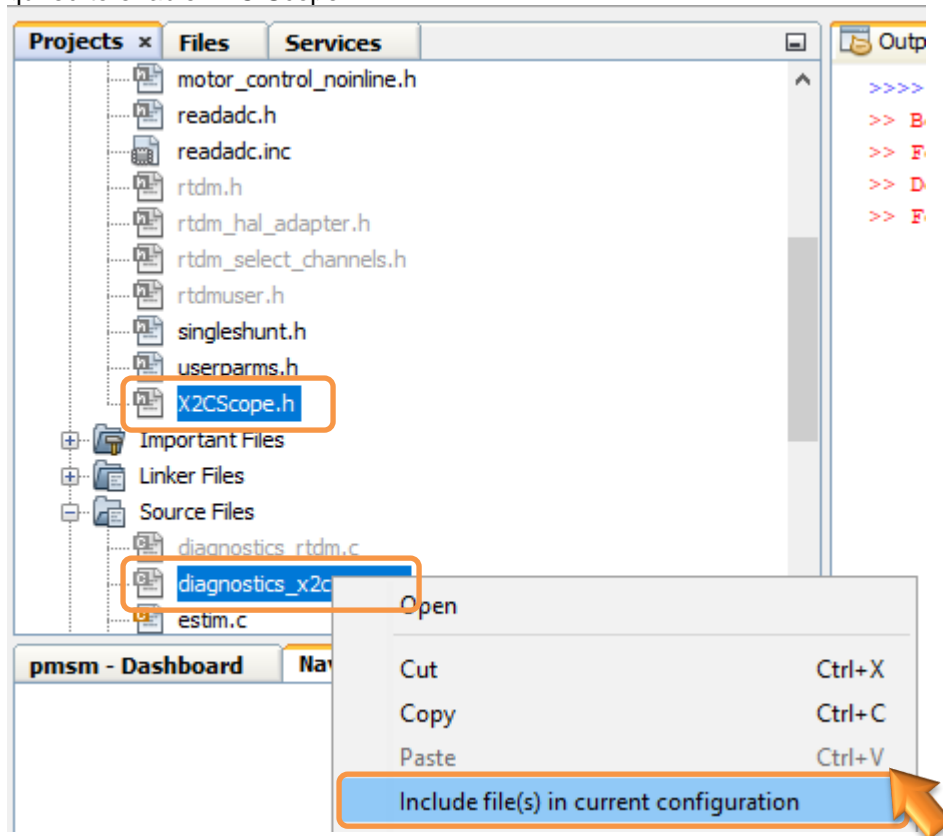 Projects × Files Services
motor_control_noinline.h
readadc.h
readadc.inc
rtdm.h
rtdm_hal_adapter.h
rtdm_select_channels.h
rtdmuser.h
singleshunt.h
userparms.h
X2CScope.h
Important Files
Linker Files
Source Files
diagnostics_rtdm.c
diagnostics_x2c
estim.c
pmsm - Dashboard Nav
Outp
>>>>
>> B
>> F
>> D
>> F
Open
Cut Ctrl+X
Copy Ctrl+C
Paste Ctrl+V
Include file(s) in current configuration